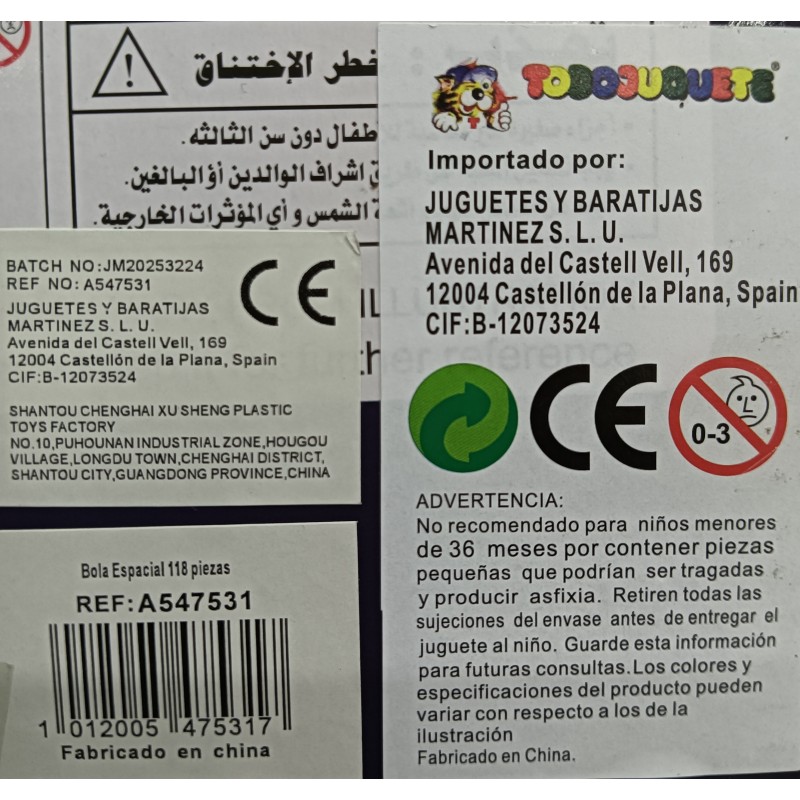 خطر الإختناق
أطفال دون سن الثالثه.
اشراف الوالدين أؤ البالغين.
الشمس و أي المؤثرات الخارجية.
further reference
BATCH NO:JM20253224
REF NO:A547531
JUGUETES Y BARATIJAS
MARTINEZ S. L. U.
Avenida del Castell Vell, 169
12004 Castellón de la Plana, Spain
CIF:B-12073524
CE
SHANTOU CHENGHAI XU SHENG PLASTIC
TOYS FACTORY
NO.10,PUHOUNAN INDUSTRIAL ZONE,HOUGOU
VILLAGE,LONGDU TOWN,CHENGHAI DISTRICT,
SHANTOU CITY,GUANGDONG PROVINCE,CHINA
Bola Espacial 118 piezas
REF:A547531
1 012005 475317
Fabricado en china
TODOJUQUETE®
Importado por:
JUGUETES Y BARATIJAS
MARTINEZ S. L. U.
Avenida del Castell Vell, 169
12004 Castellón de la Plana, Spain
CIF:B-12073524
CE
0-3
ADVERTENCIA:
No recomendado para niños menores
de 36 meses por contener piezas
pequeñas que podrían ser tragadas
y producir asfixia. Retiren todas las
sujeciones del envase antes de entregar el
juguete al niño. Guarde esta información
para futuras consultas.Los colores y
especificaciones del producto pueden
variar con respecto a los de la
ilustración
Fabricado en China.